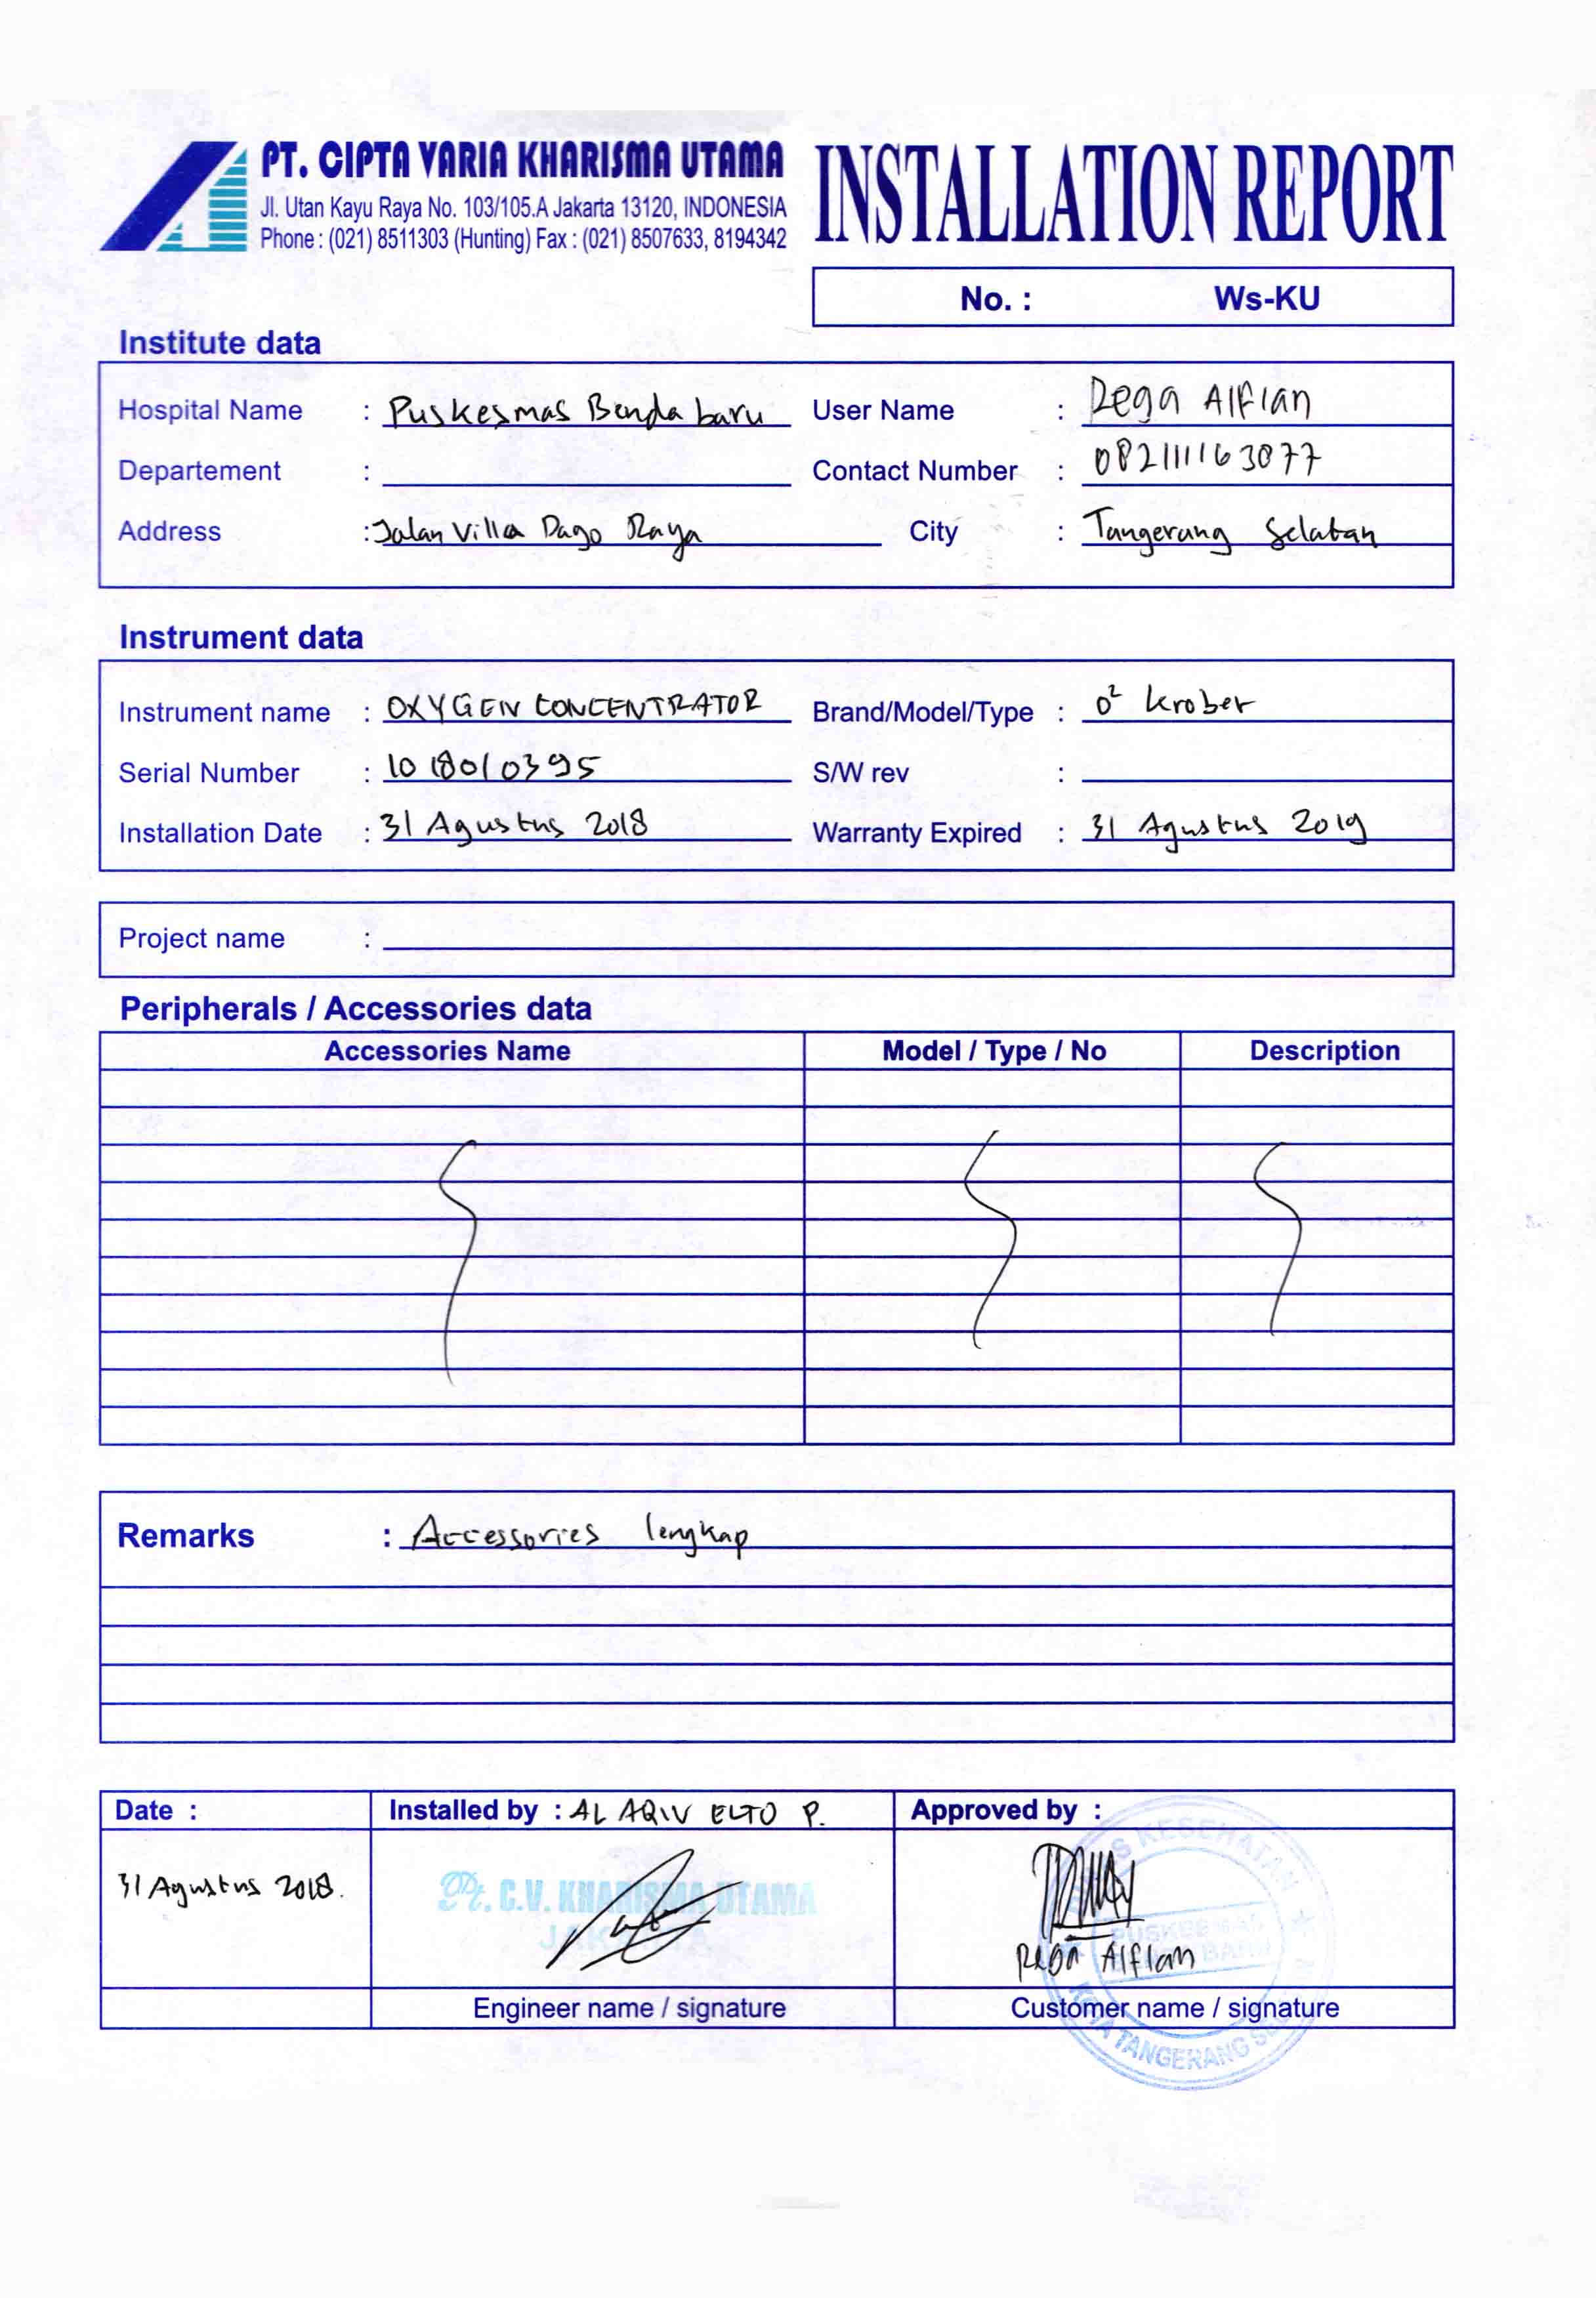 PT. CIPTA VARIA KHARISMA UTAMA
Jl. Utan Kayu Raya No. 103/105.A Jakarta 13120, INDONESIA
Phone : (021) 8511303 (Hunting) Fax : (021) 8507633, 8194342
INSTALLATION REPORT
No. : Ws-KU
Institute data
Hospital Name : Puskesmas Benda baru User Name : Rega Alfian
Departement : Contact Number : 082111163077
Address : Jalan Villa Dago Raya City : Tangerang Selatan
Instrument data
Instrument name : OXYGEN CONCENTRATOR Brand/Model/Type : O² krober
Serial Number : 1018010395 S/W rev :
Installation Date : 31 Agustus 2018 Warranty Expired : 31 Agustus 2019
Project name :
Peripherals / Accessories data
Accessories Name Model / Type / No Description
Remarks : Accessories lengkap
Date : Installed by : AL AQIV ELTO P. Approved by :
31 Agustus 2018.
Pt. C.V. KHARISMA UTAMA
JAKARTA
KESEHATAN
PUSKESMAS
BARU
Rega Alfian
Engineer name / signature Customer name / signature
KOTA TANGERANG